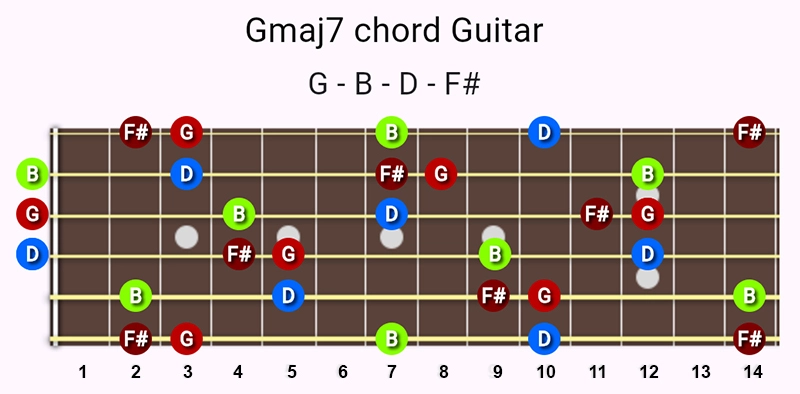 Gmaj7 chord Guitar
G - B - D - F#
F# G B D F#
B D F# G B
G B D F# G
D F# G B D
B D F# G B
F# G B D F#
1 2 3 4 5 6 7 8 9 10 11 12 13 14